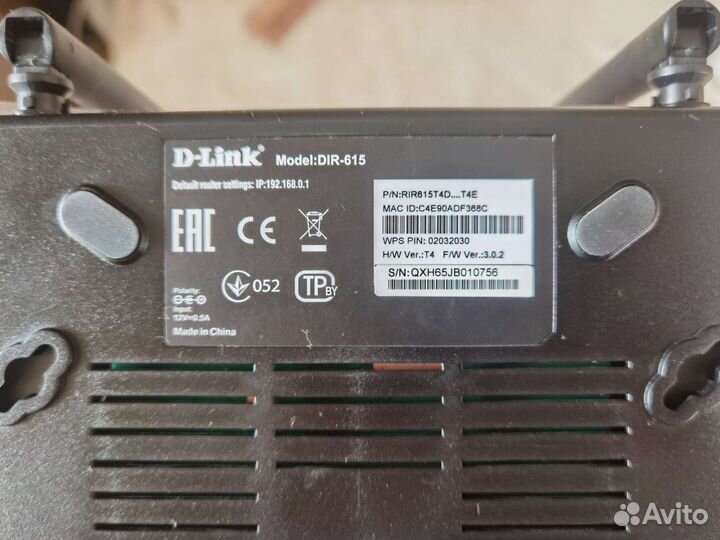 D-Link Model:DIR-615
Default router settings: IP:192.168.0.1
P/N:RIR615T4D....T4E
MAC ID:C4E90ADF368C
WPS PIN: 02032030
H/W Ver.:T4 F/W Ver.:3.0.2
S/N:QXH65JB010756
EAC CE
052 TP BY
Polarity:
Input:
12V=0.5A
Made in China
Avito